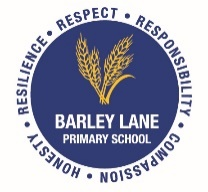 HONESTY • RESILIENCE • RESPECT • RESPONSIBILITY • COMPASSION •
BARLEY LANE
PRIMARY SCHOOL